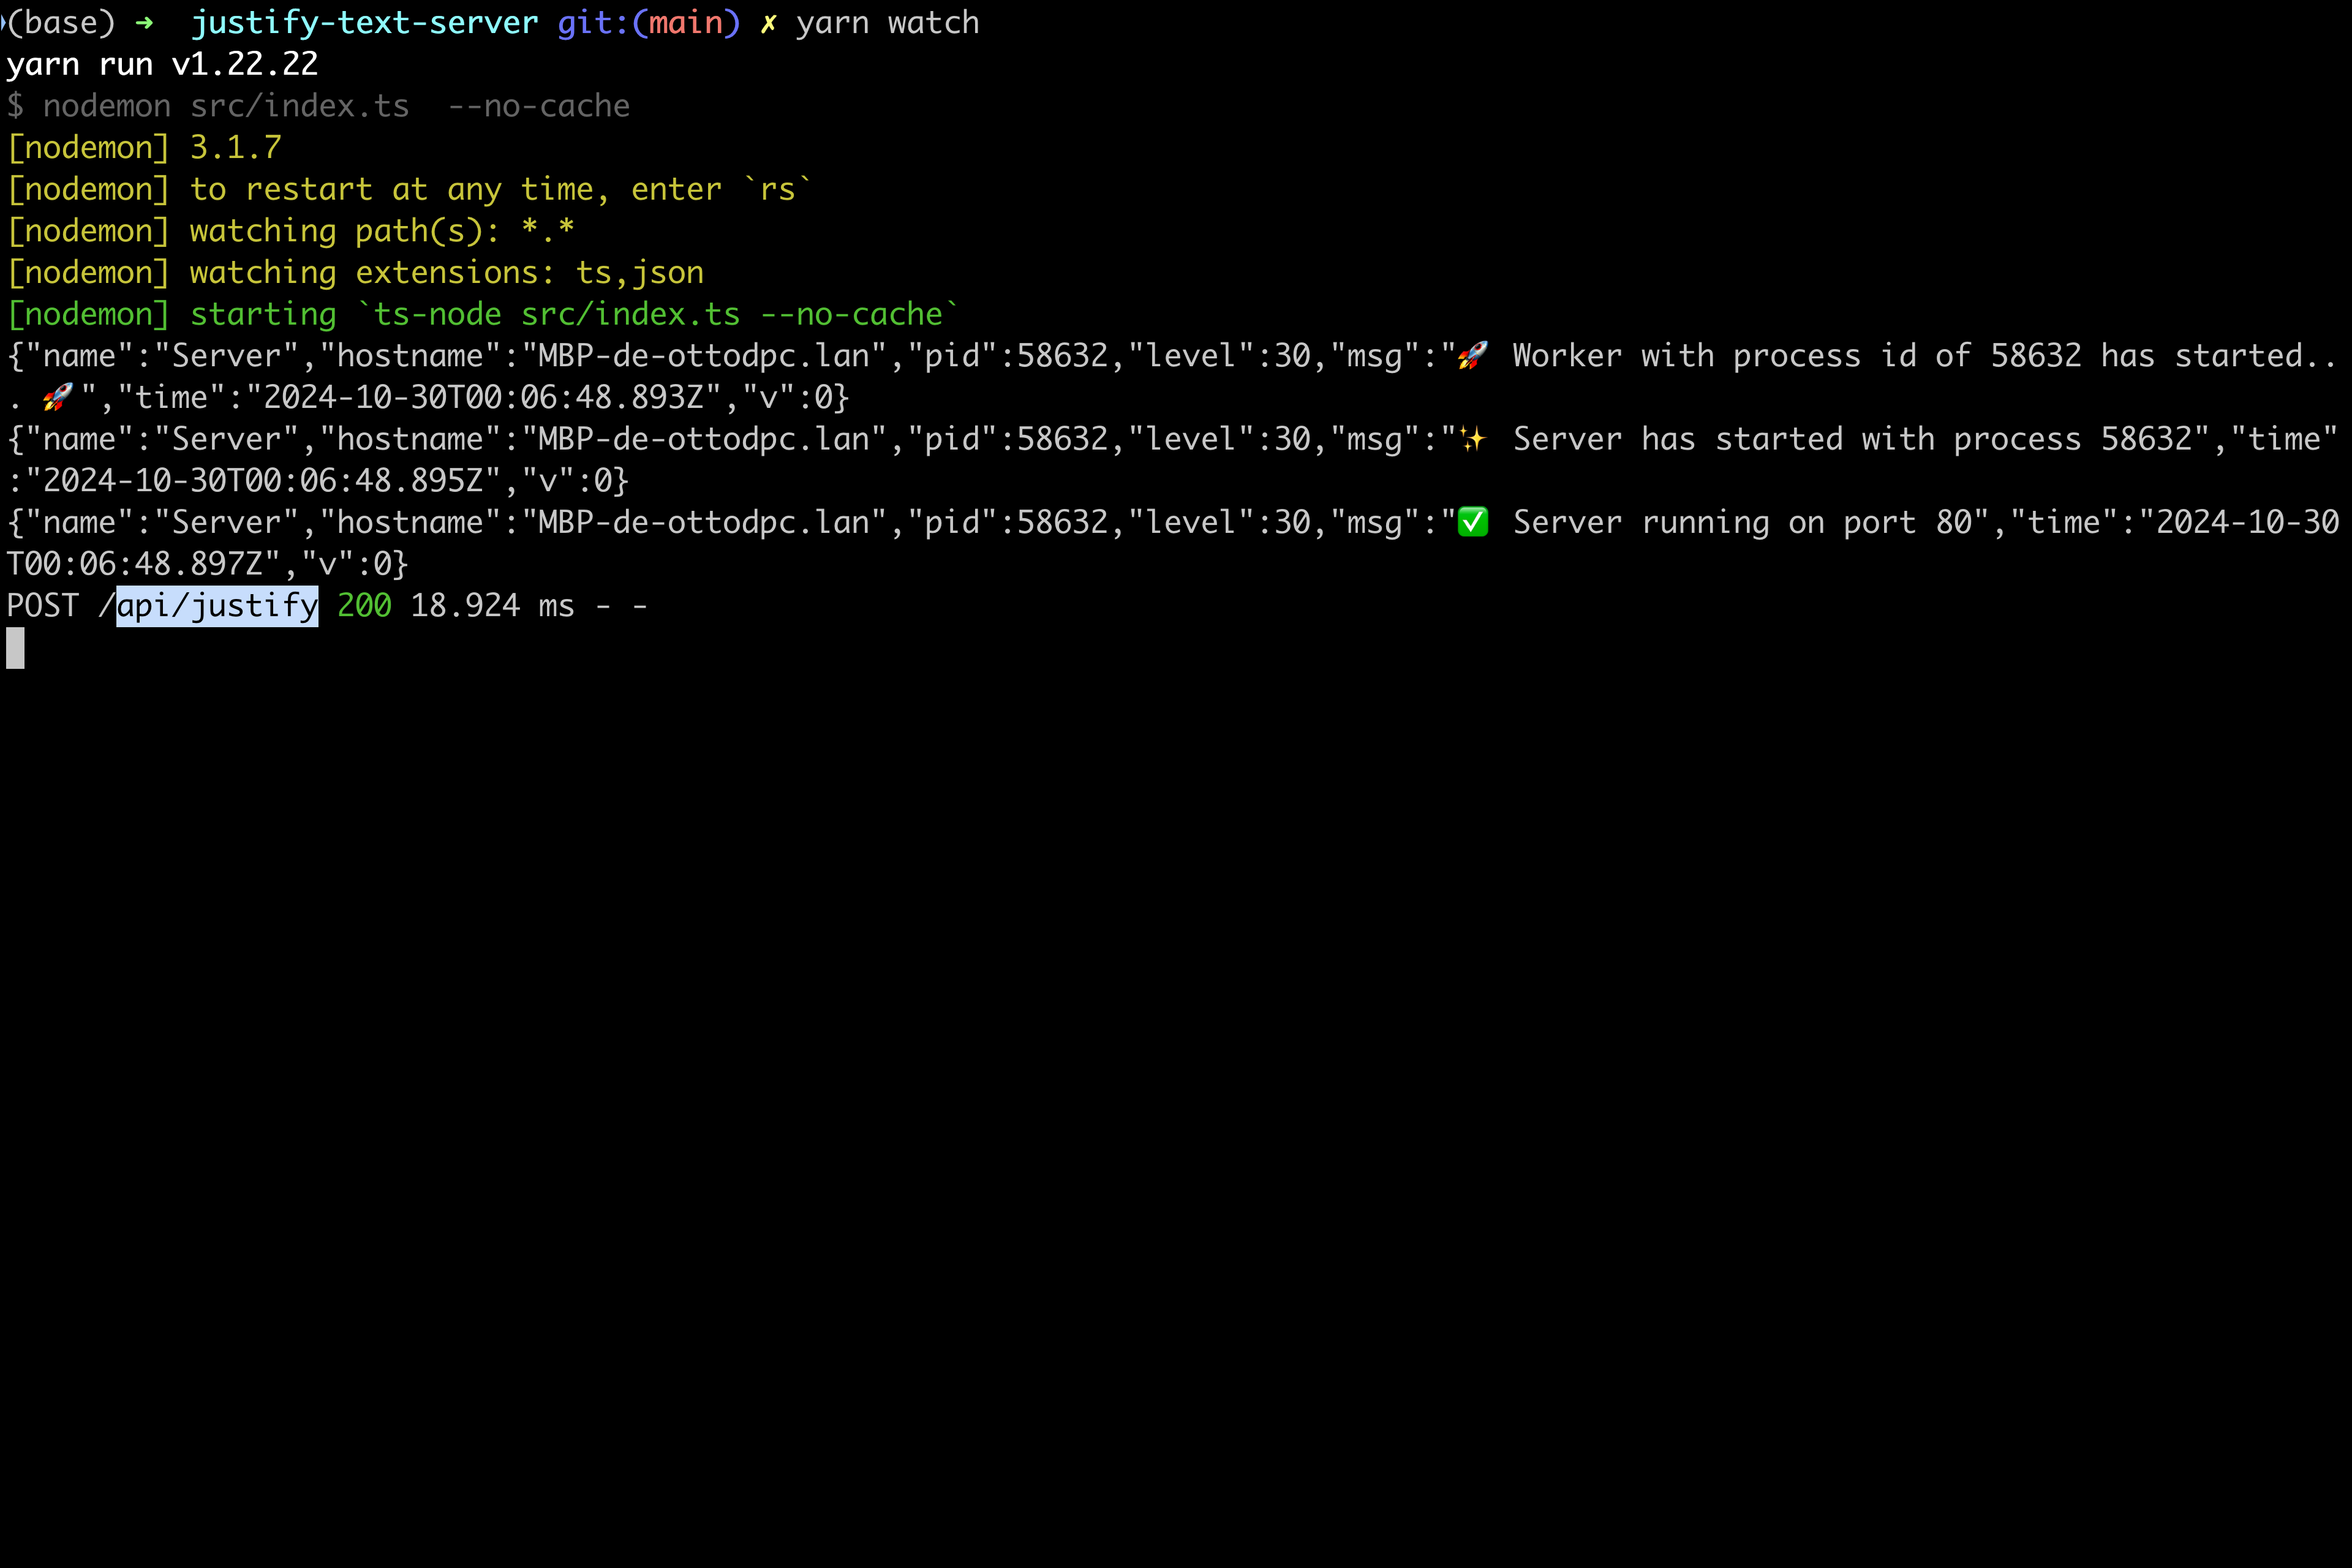 (base) ➜  justify-text-server git:(main) ✗ yarn watch
yarn run v1.22.22
$ nodemon src/index.ts  --no-cache
[nodemon] 3.1.7
[nodemon] to restart at any time, enter `rs`
[nodemon] watching path(s): *.*
[nodemon] watching extensions: ts,json
[nodemon] starting `ts-node src/index.ts --no-cache`
{"name":"Server","hostname":"MBP-de-ottodpc.lan","pid":58632,"level":30,"msg":"🚀 Worker with process id of 58632 has started..
. 🚀","time":"2024-10-30T00:06:48.893Z","v":0}
{"name":"Server","hostname":"MBP-de-ottodpc.lan","pid":58632,"level":30,"msg":"✨ Server has started with process 58632","time"
:"2024-10-30T00:06:48.895Z","v":0}
{"name":"Server","hostname":"MBP-de-ottodpc.lan","pid":58632,"level":30,"msg":"✅ Server running on port 80","time":"2024-10-30
T00:06:48.897Z","v":0}
POST /api/justify 200 18.924 ms - -